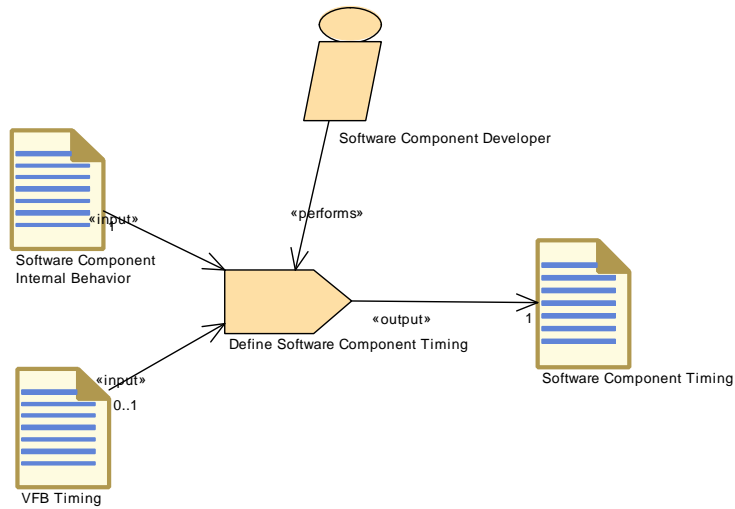 Software Component Developer
«input»
1
«performs»
Software Component
Internal Behavior
«output»
1
Define Software Component Timing
«input»
0..1
Software Component Timing
VFB Timing